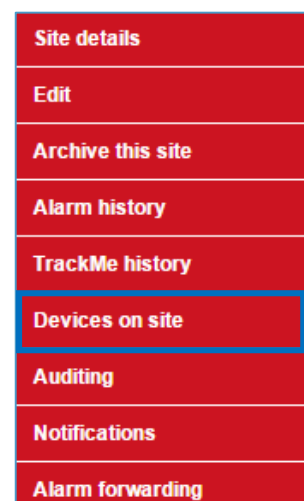 Site details
Edit
Archive this site
Alarm history
TrackMe history
Devices on site
Auditing
Notifications
Alarm forwarding